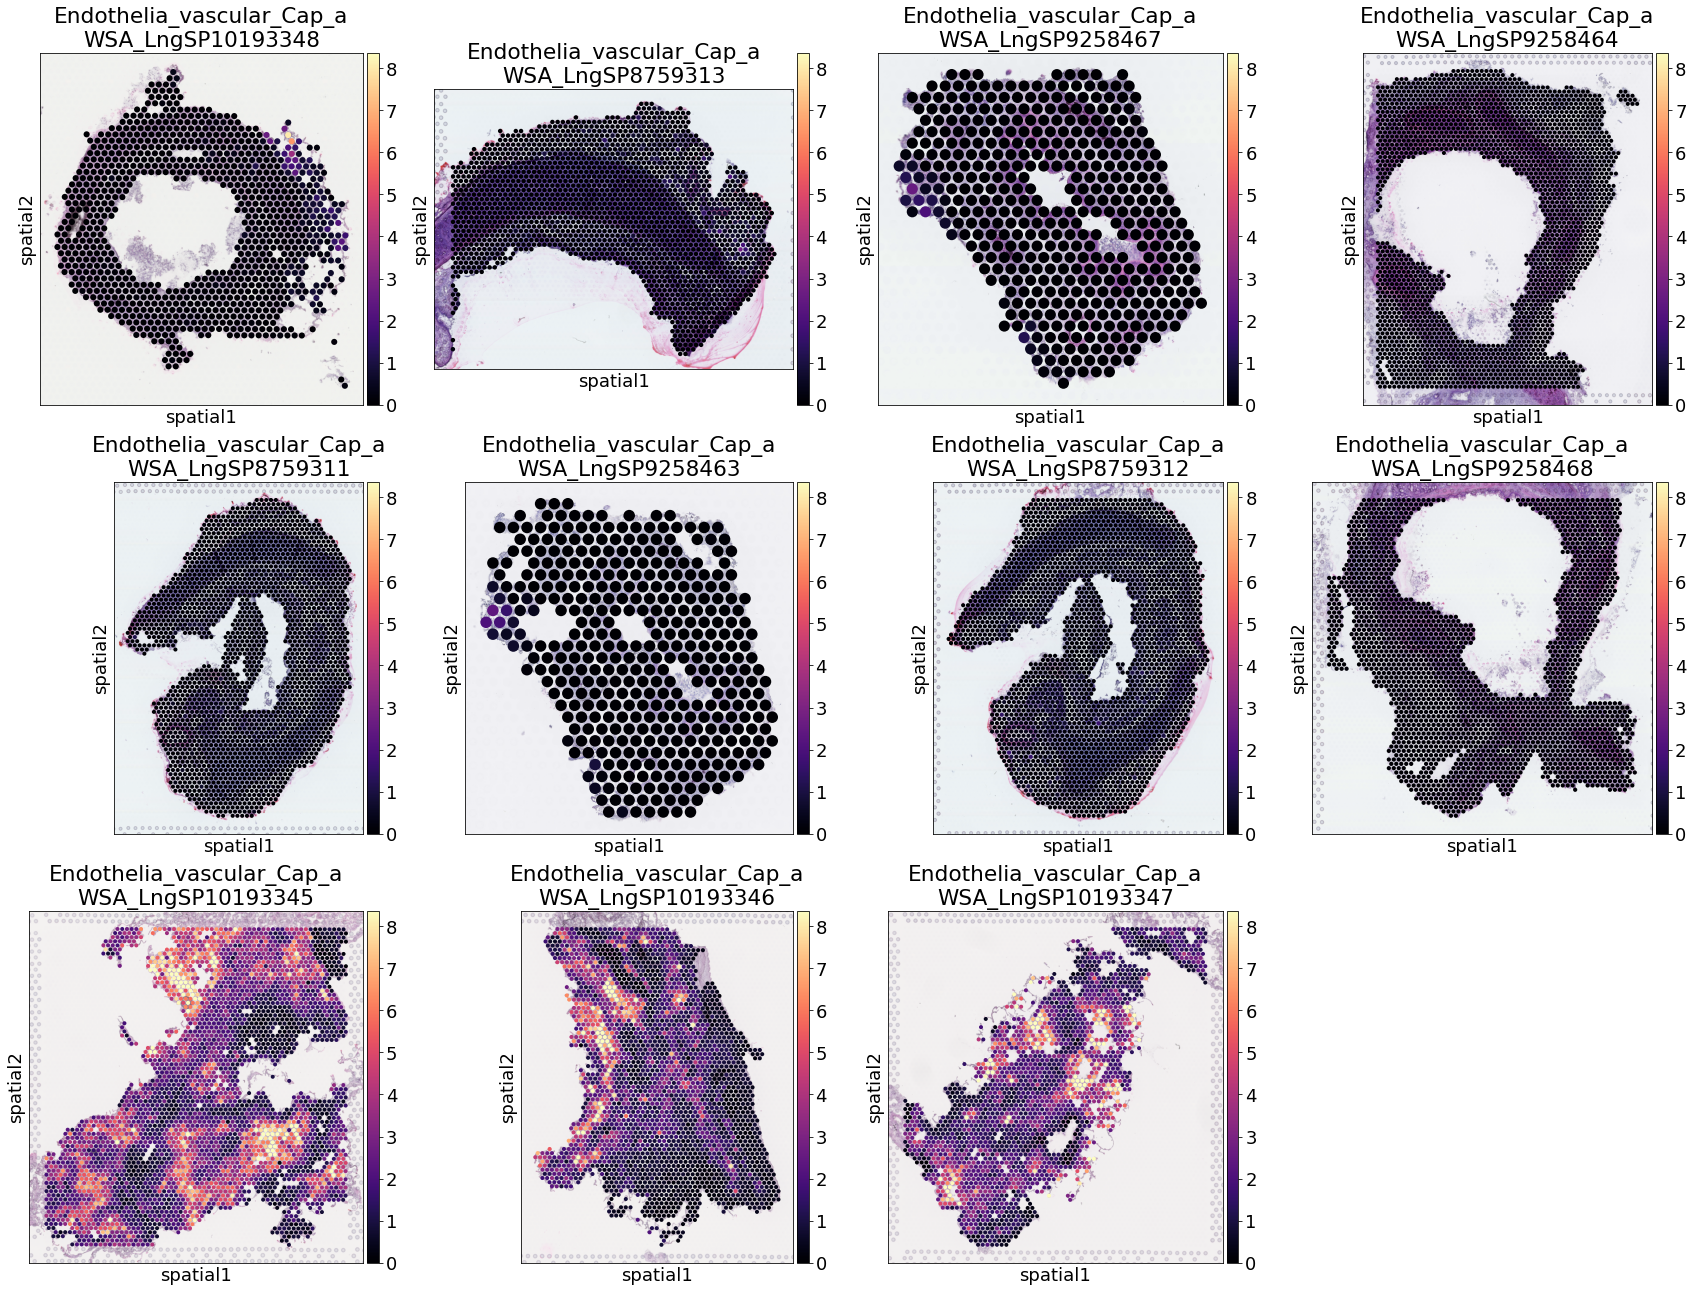 Endothelia_vascular_Cap_a
WSA_LngSP10193348
spatial2
spatial1
8
7
6
5
4
3
2
1
0
Endothelia_vascular_Cap_a
WSA_LngSP8759313
spatial2
spatial1
8
7
6
5
4
3
2
1
0
Endothelia_vascular_Cap_a
WSA_LngSP9258467
spatial2
spatial1
8
7
6
5
4
3
2
1
0
Endothelia_vascular_Cap_a
WSA_LngSP9258464
spatial2
spatial1
8
7
6
5
4
3
2
1
0
Endothelia_vascular_Cap_a
WSA_LngSP8759311
spatial2
spatial1
8
7
6
5
4
3
2
1
0
Endothelia_vascular_Cap_a
WSA_LngSP9258463
spatial2
spatial1
8
7
6
5
4
3
2
1
0
Endothelia_vascular_Cap_a
WSA_LngSP8759312
spatial2
spatial1
8
7
6
5
4
3
2
1
0
Endothelia_vascular_Cap_a
WSA_LngSP9258468
spatial2
spatial1
8
7
6
5
4
3
2
1
0
Endothelia_vascular_Cap_a
WSA_LngSP10193345
spatial2
spatial1
8
7
6
5
4
3
2
1
0
Endothelia_vascular_Cap_a
WSA_LngSP10193346
spatial2
spatial1
8
7
6
5
4
3
2
1
0
Endothelia_vascular_Cap_a
WSA_LngSP10193347
spatial2
spatial1
8
7
6
5
4
3
2
1
0